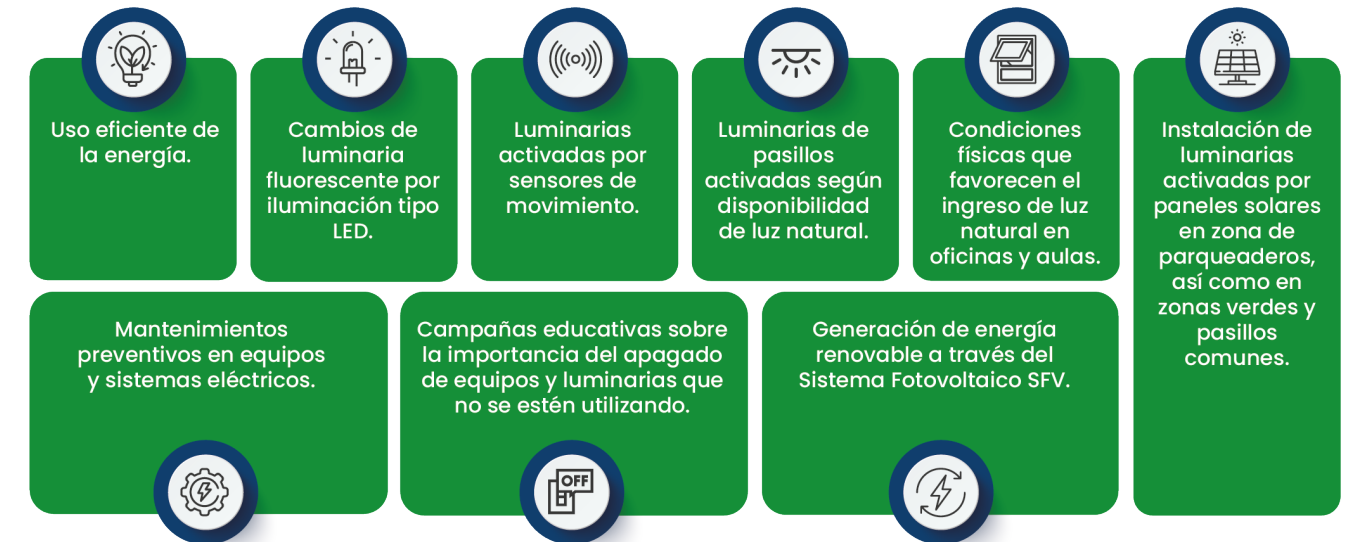 Uso eficiente de
la energía.
Cambios de
luminaria
fluorescente por
iluminación tipo
LED.
Luminarias
activadas por
sensores de
movimiento.
Luminarias de
pasillos
activadas según
disponibilidad
de luz natural.
Condiciones
físicas que
favorecen el
ingreso de luz
natural en
oficinas y aulas.
Instalación de
luminarias
activadas por
paneles solares
en zona de
parqueaderos,
así como en
zonas verdes y
pasillos
comunes.
Mantenimientos
preventivos en equipos
y sistemas eléctricos.
Campañas educativas sobre
la importancia del apagado
de equipos y luminarias que
no se estén utilizando.
OFF
Generación de energía
renovable a través del
Sistema Fotovoltaico SFV.